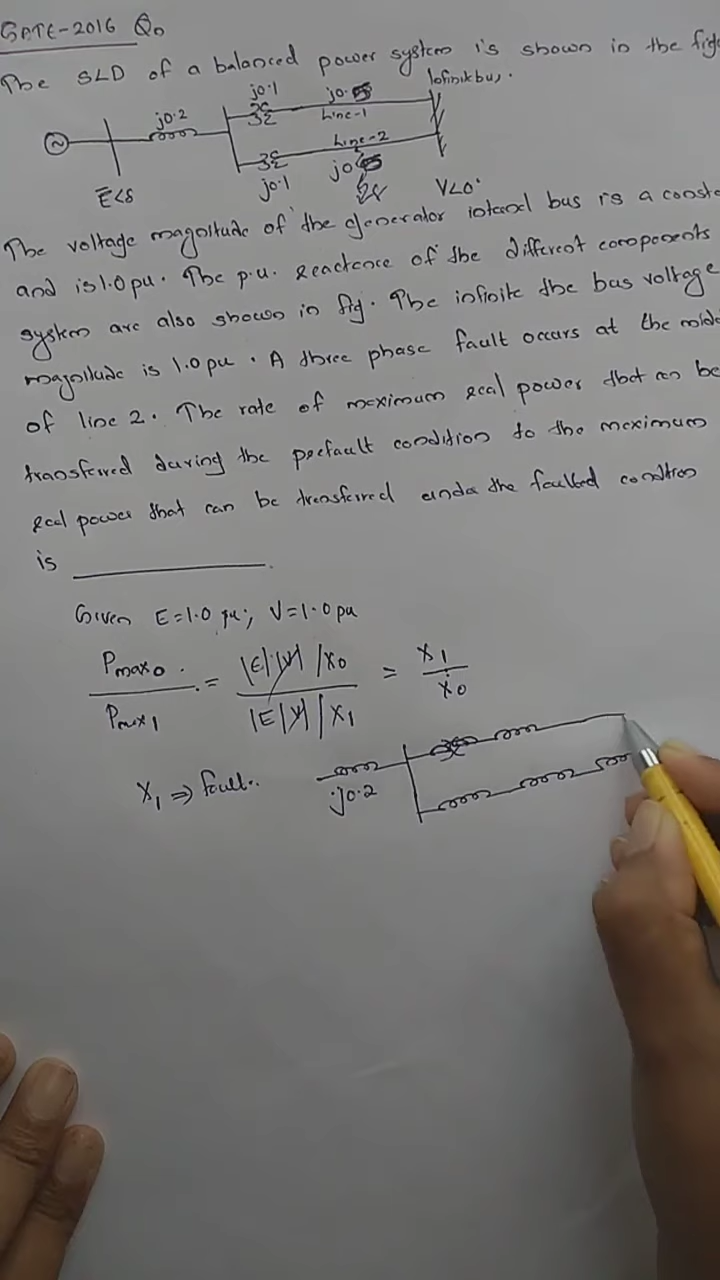 GATE-2016 Qn
The SLD of a balanced power system is shown in the fig
Infinite bus.
j0.1
j0.2
Line-1
Line-2
j0.1
E<δ
V<0°
The voltage magnitude of the generator internal bus is a const
and is 1.0 pu. The p.u. Reactance of the different components
system are also shown in fig. The infinite the bus voltage
magnitude is 1.0 pu. A three phase fault occurs at the midd
of line 2. The rate of maximum real power that can be
transferred during the prefault condition to the maximum
real power that can be transferred under the faulted condition
is
Given E=1.0 pu; V=1.0 pu
Pmax0 / Pmax1 = |E||V|/X0 / |E||V|/X1 = X1/X0
X1 ⇒ fault.
j0.2